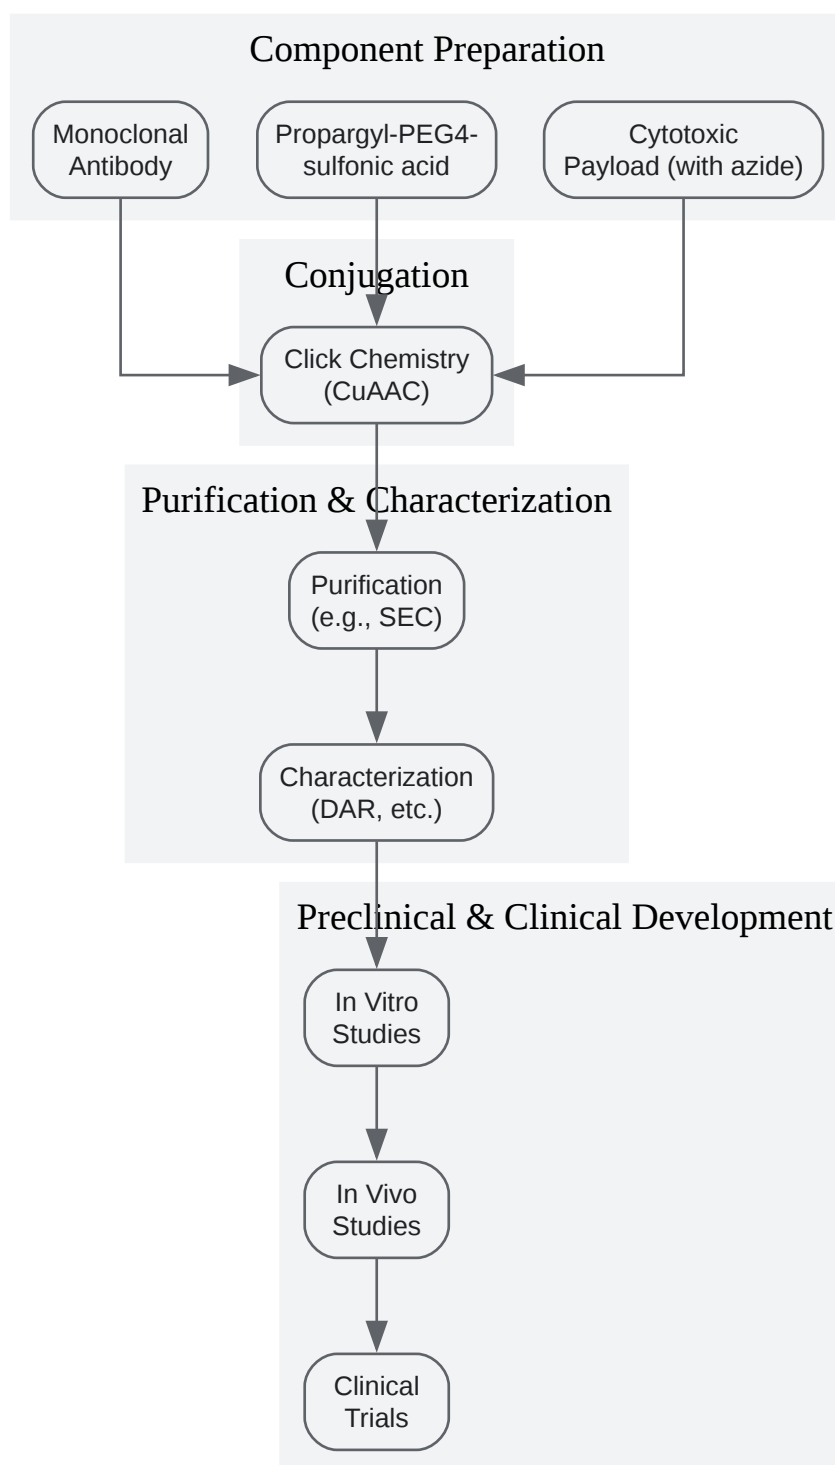 Component Preparation
Monoclonal
Antibody
Propargyl-PEG4-
sulfonic acid
Cytotoxic
Payload (with azide)
Conjugation
Click Chemistry
(CuAAC)
Purification & Characterization
Purification
(e.g., SEC)
Characterization
(DAR, etc.)
Preclinical & Clinical Development
In Vitro
Studies
In Vivo
Studies
Clinical
Trials